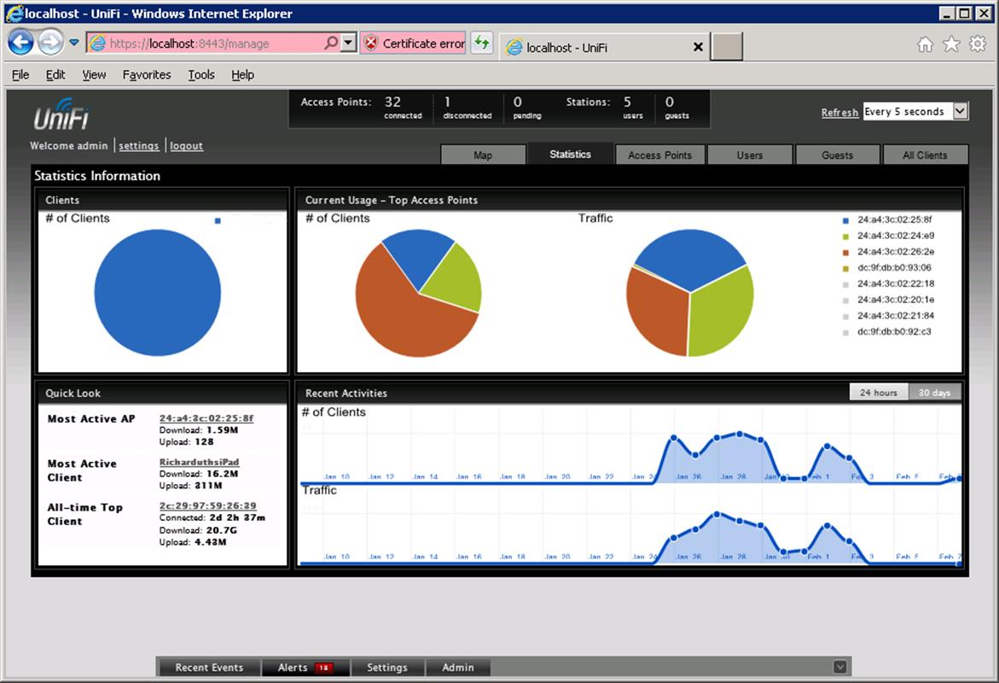 localhost - UniFi - Windows Internet Explorer
https://localhost:8443/manage
Certificate error
localhost - UniFi
File Edit View Favorites Tools Help
UniFi
Access Points: 32 connected 1 disconnected 0 pending Stations: 5 users 0 guests
Refresh Every 5 seconds
Welcome admin settings logout
Map Statistics Access Points Users Guests All Clients
Statistics Information
Clients
# of Clients
Current Usage – Top Access Points
# of Clients
Traffic
24:a4:3c:02:25:8f
24:a4:3c:02:24:e9
24:a4:3c:02:26:2e
dc:9f:db:b0:93:06
24:a4:3c:02:22:18
24:a4:3c:02:20:1e
24:a4:3c:02:21:84
dc:9f:db:b0:92:c3
Quick Look
Most Active AP
24:a4:3c:02:25:8f
Download: 1.59M
Upload: 128
Most Active Client
RicharduthsiPad
Download: 16.2M
Upload: 311M
All-time Top Client
2c:29:97:59:26:39
Connected: 2d 2h 37m
Download: 20.7G
Upload: 4.43M
Recent Activities
24 hours 30 days
# of Clients
Jan 10 Jan 12 Jan 14 Jan 16 Jan 18 Jan 20 Jan 22 Jan 24 Jan 26 Jan 28 Jan 30 Feb 1 Feb 3 Feb 5 Feb 7
Traffic
Jan 10 Jan 12 Jan 14 Jan 16 Jan 18 Jan 20 Jan 22 Jan 24 Jan 26 Jan 28 Jan 30 Feb 1 Feb 3 Feb 5 Feb 7
Recent Events Alerts 18 Settings Admin